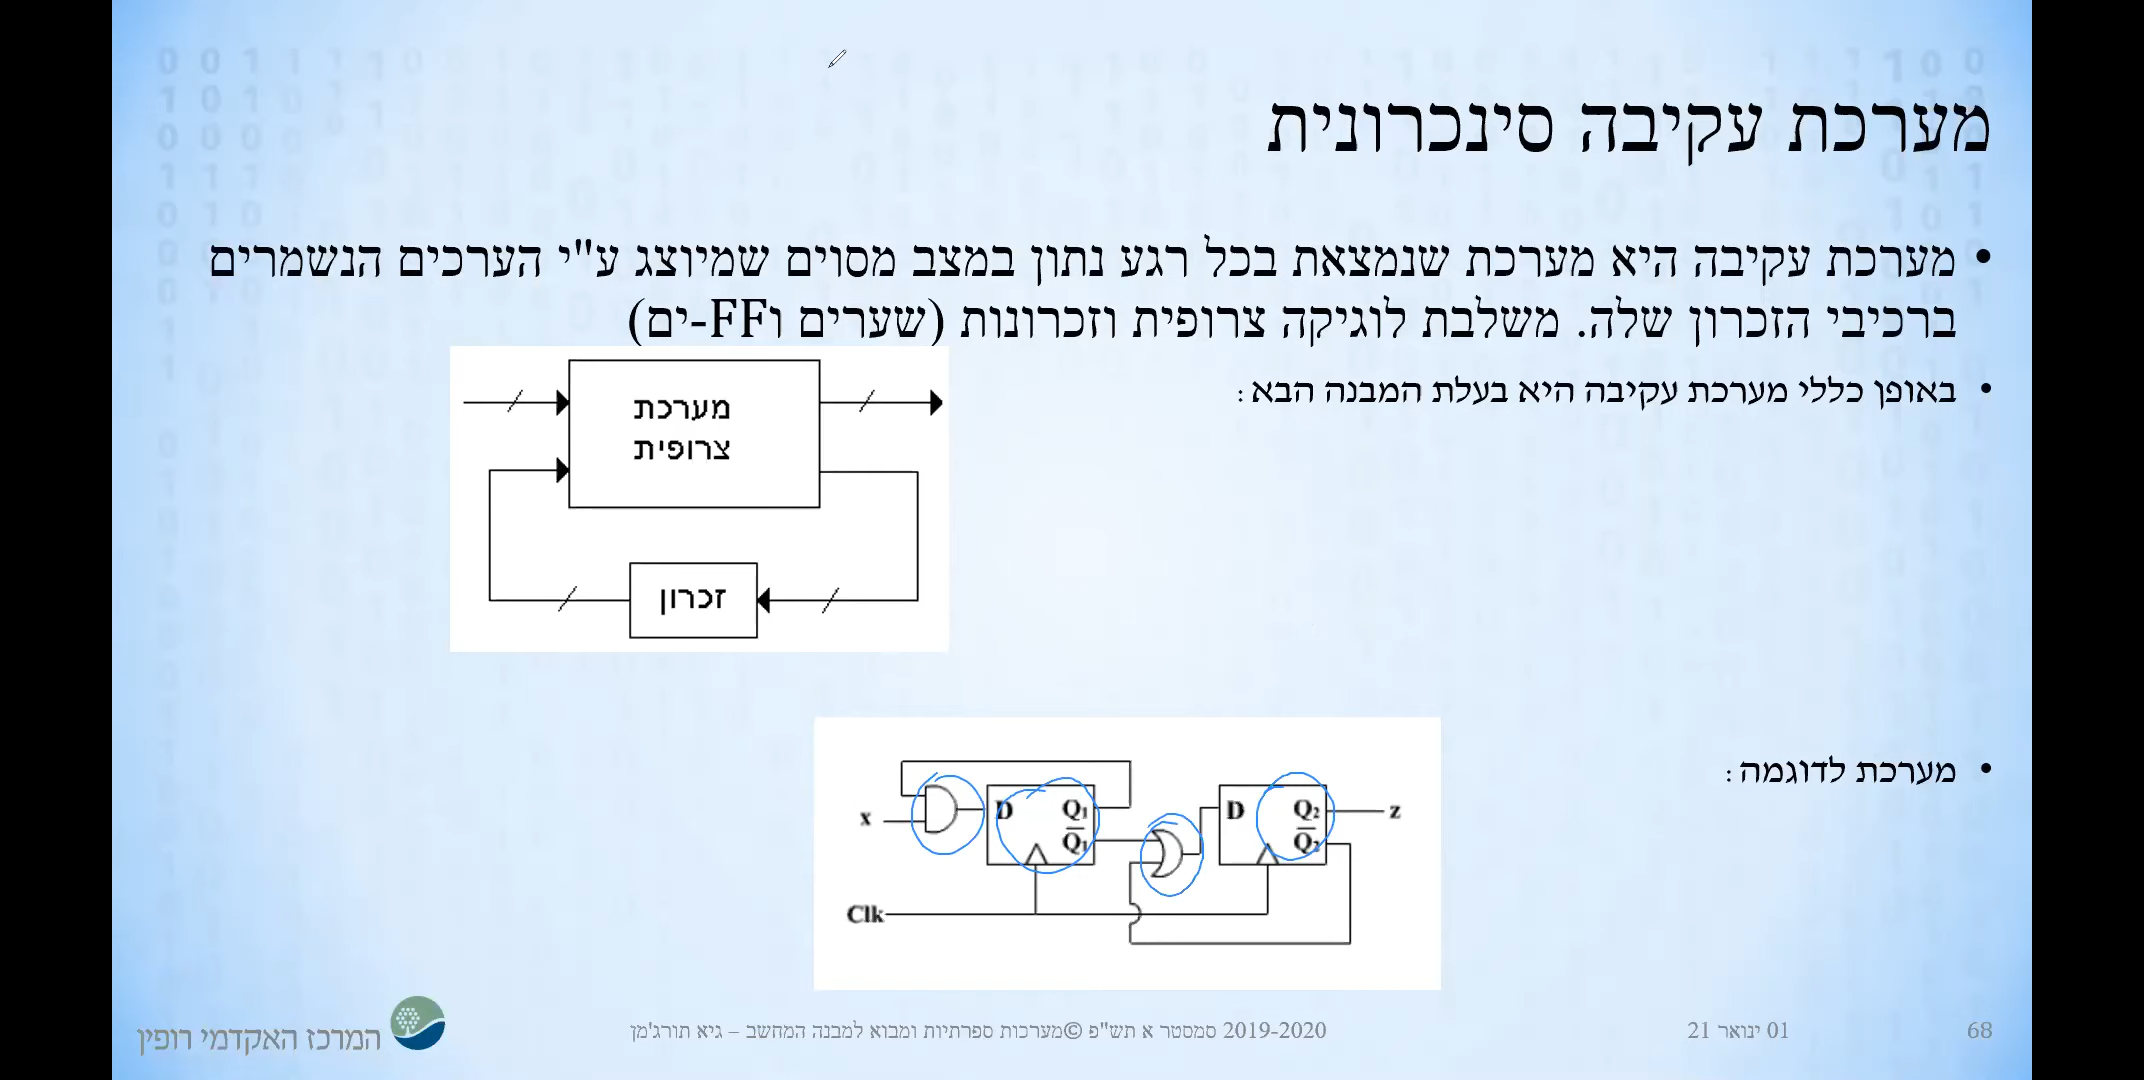 מערכת עקיבה סינכרונית
• מערכת עקיבה היא מערכת שנמצאת בכל רגע נתון במצב מסוים שמיוצג ע"י הערכים הנשמרים
ברכיבי הזכרון שלה. משלבת לוגיקה צרופית וזכרונות (שערים וFF-ים)
• באופן כללי מערכת עקיבה היא בעלת המבנה הבא:
מערכת
צרופית
זכרון
• מערכת לדוגמה:
x
D
Q₁
Q̅₁
D
Q₂
Q̅₂
z
Clk
המרכז האקדמי רופין
2019-2020 סמסטר א תש"פ ©מערכות ספרתיות ומבוא למבנה המחשב – גיא תורג'מן
01 ינואר 21
68